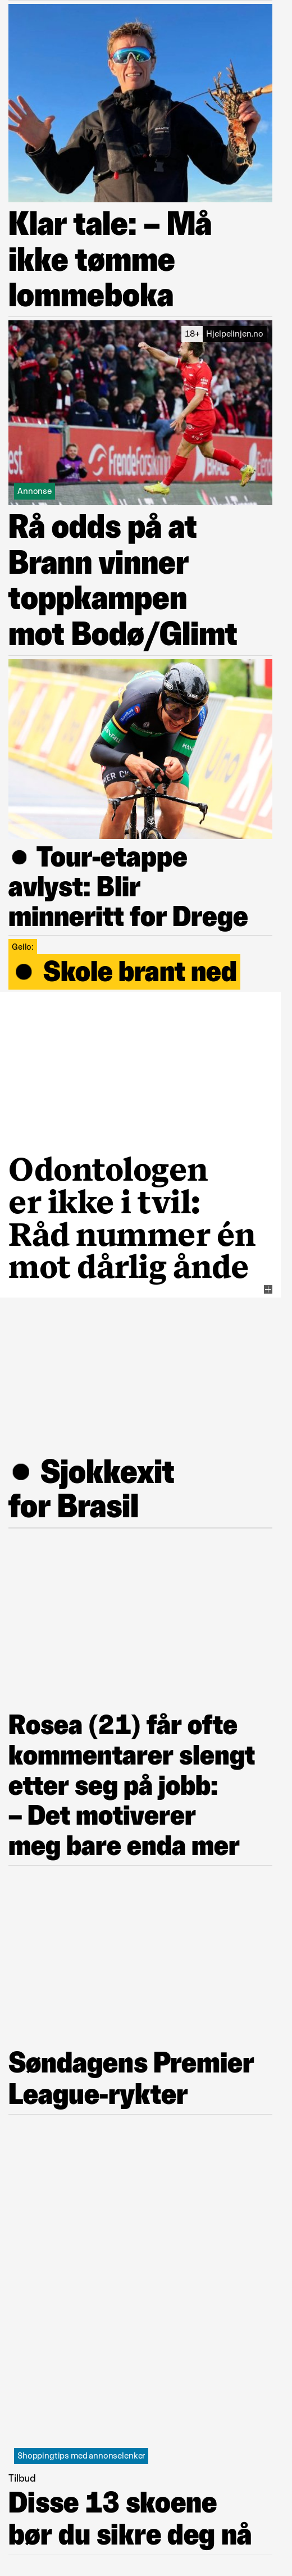 Klar tale: – Må
ikke tømme
lommeboka
18+ Hjelpelinjen.no
FrendeForsikring
Annonse
Rå odds på at
Brann vinner
toppkampen
mot Bodø/Glimt
● Tour-etappe
avlyst: Blir
minneritt for Drege
Geilo:
● Skole brant ned
Odontologen
er ikke i tvil:
Råd nummer én
mot dårlig ånde
● Sjokkexit
for Brasil
Rosea (21) får ofte
kommentarer slengt
etter seg på jobb:
– Det motiverer
meg bare enda mer
Søndagens Premier
League-rykter
Shoppingtips med annonselenker
Tilbud
Disse 13 skoene
bør du sikre deg nå